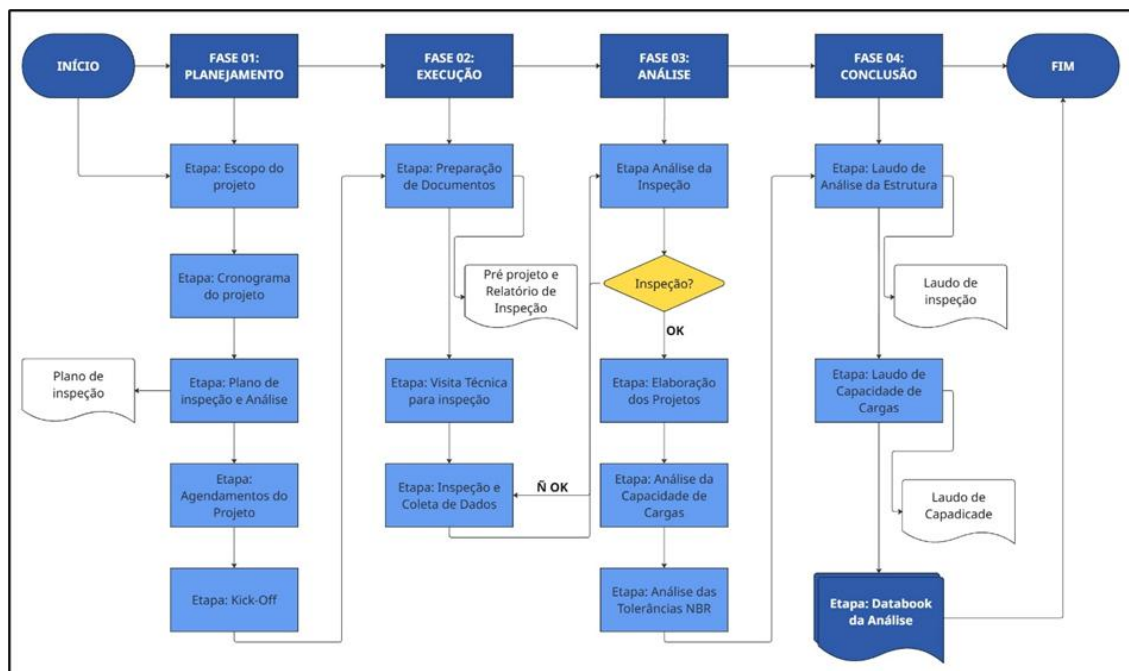 INÍCIO
FASE 01:
PLANEJAMENTO
FASE 02:
EXECUÇÃO
FASE 03:
ANÁLISE
FASE 04:
CONCLUSÃO
FIM
Etapa: Escopo do
projeto
Etapa: Cronograma
do projeto
Plano de
inspeção
Etapa: Plano de
inspeção e Análise
Etapa:
Agendamentos do
Projeto
Etapa: Kick-Off
Etapa: Preparação
de Documentos
Pré projeto e
Relatório de
Inspeção
Etapa: Visita Técnica
para inspeção
Etapa: Inspeção e
Coleta de Dados
Ñ OK
Etapa Análise da
Inspeção
Inspeção?
OK
Etapa: Elaboração
dos Projetos
Etapa: Análise da
Capacidade de
Cargas
Etapa: Análise das
Tolerâncias NBR
Etapa: Laudo de
Análise da Estrutura
Laudo de
inspeção
Etapa: Laudo de
Capacidade de
Cargas
Laudo de
Capadicade
Etapa: Databook
da Análise